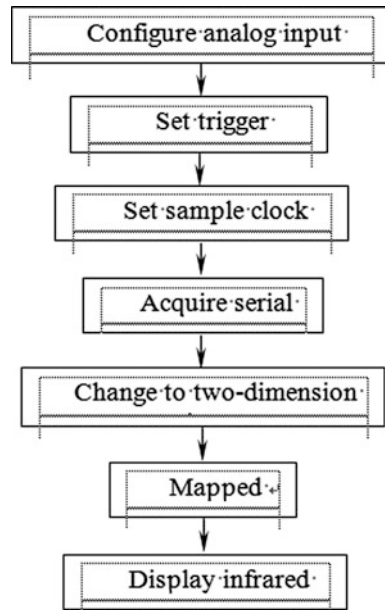 Configure analog input
Set trigger
Set sample clock
Acquire serial
Change to two-dimension
Mapped
Display infrared